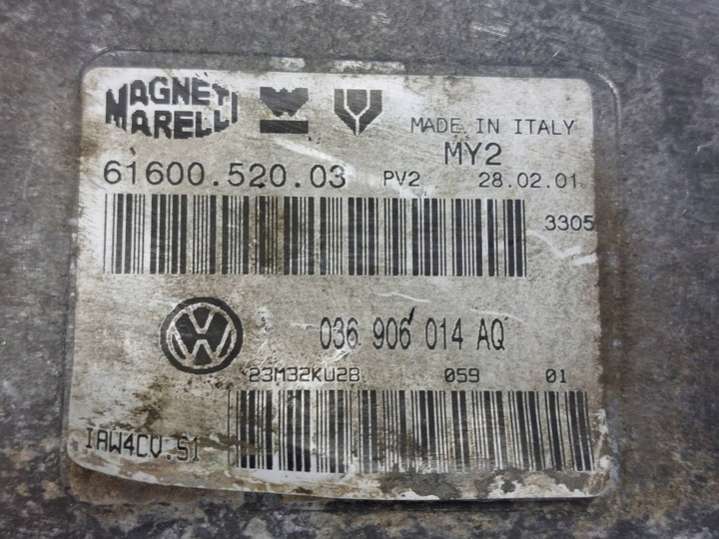 MAGNETI
MARELLI
MADE IN ITALY
MY2
61600.520.03 PV2 28.02.01
3305
036 906 014 AQ
23M32KU2B 059 01
IAW4CV.S1